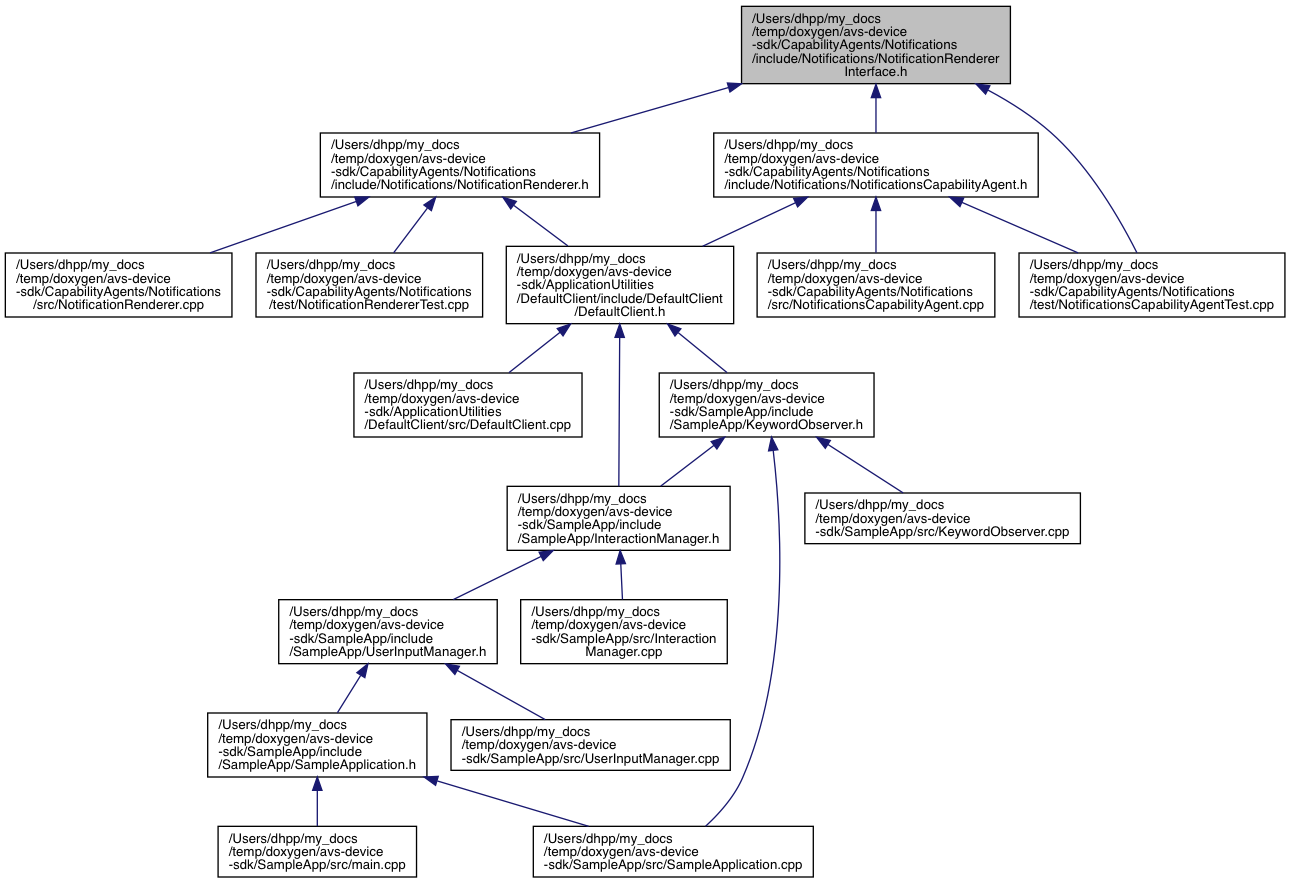 /Users/dhpp/my_docs
/temp/doxygen/avs-device
-sdk/CapabilityAgents/Notifications
/include/Notifications/NotificationRenderer
Interface.h
/Users/dhpp/my_docs
/temp/doxygen/avs-device
-sdk/CapabilityAgents/Notifications
/include/Notifications/NotificationRenderer.h
/Users/dhpp/my_docs
/temp/doxygen/avs-device
-sdk/CapabilityAgents/Notifications
/include/Notifications/NotificationsCapabilityAgent.h
/Users/dhpp/my_docs
/temp/doxygen/avs-device
-sdk/CapabilityAgents/Notifications
/src/NotificationRenderer.cpp
/Users/dhpp/my_docs
/temp/doxygen/avs-device
-sdk/CapabilityAgents/Notifications
/test/NotificationRendererTest.cpp
/Users/dhpp/my_docs
/temp/doxygen/avs-device
-sdk/ApplicationUtilities
/DefaultClient/include/DefaultClient
/DefaultClient.h
/Users/dhpp/my_docs
/temp/doxygen/avs-device
-sdk/CapabilityAgents/Notifications
/src/NotificationsCapabilityAgent.cpp
/Users/dhpp/my_docs
/temp/doxygen/avs-device
-sdk/CapabilityAgents/Notifications
/test/NotificationsCapabilityAgentTest.cpp
/Users/dhpp/my_docs
/temp/doxygen/avs-device
-sdk/ApplicationUtilities
/DefaultClient/src/DefaultClient.cpp
/Users/dhpp/my_docs
/temp/doxygen/avs-device
-sdk/SampleApp/include
/SampleApp/KeywordObserver.h
/Users/dhpp/my_docs
/temp/doxygen/avs-device
-sdk/SampleApp/include
/SampleApp/InteractionManager.h
/Users/dhpp/my_docs
/temp/doxygen/avs-device
-sdk/SampleApp/src/KeywordObserver.cpp
/Users/dhpp/my_docs
/temp/doxygen/avs-device
-sdk/SampleApp/include
/SampleApp/UserInputManager.h
/Users/dhpp/my_docs
/temp/doxygen/avs-device
-sdk/SampleApp/src/Interaction
Manager.cpp
/Users/dhpp/my_docs
/temp/doxygen/avs-device
-sdk/SampleApp/include
/SampleApp/SampleApplication.h
/Users/dhpp/my_docs
/temp/doxygen/avs-device
-sdk/SampleApp/src/UserInputManager.cpp
/Users/dhpp/my_docs
/temp/doxygen/avs-device
-sdk/SampleApp/src/main.cpp
/Users/dhpp/my_docs
/temp/doxygen/avs-device
-sdk/SampleApp/src/SampleApplication.cpp